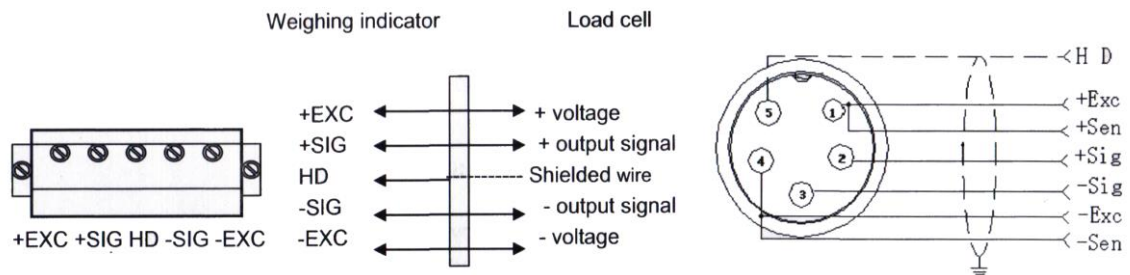 Weighing indicator
Load cell
+EXC
+ voltage
+SIG
+ output signal
HD
Shielded wire
-SIG
- output signal
-EXC
- voltage
+EXC +SIG HD -SIG -EXC
5
1
4
2
3
H D
+Exc
+Sen
+Sig
-Sig
-Exc
-Sen